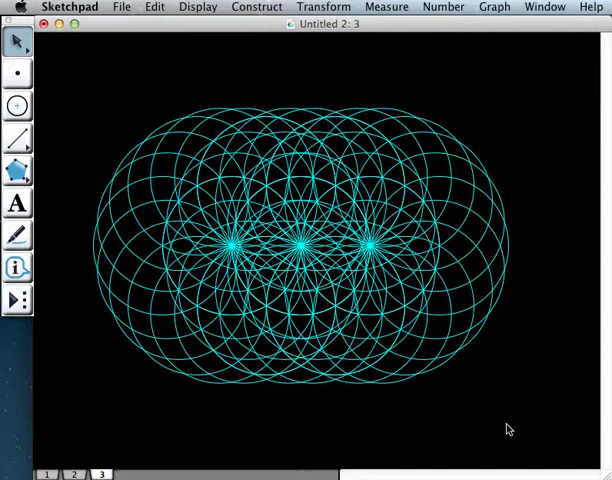 Sketchpad File Edit Display Construct Transform Measure Number Graph Window Help
Untitled 2: 3
A
1 2 3